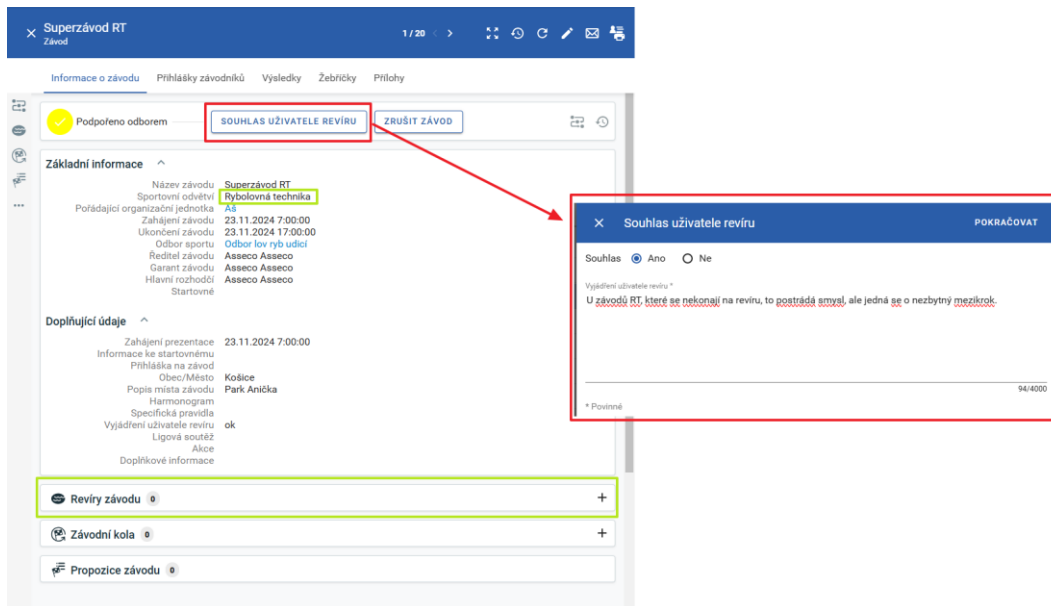 Superzávod RT
Závod
1 / 20
Informace o závodu Přihlášky závodníků Výsledky Žebříčky Přílohy
Podpořeno odborem SOUHLAS UŽIVATELE REVÍRU ZRUŠIT ZÁVOD
Základní informace
Název závodu Superzávod RT
Sportovní odvětví Rybolovná technika
Pořádající organizační jednotka Aš
Zahájení závodu 23.11.2024 7:00:00
Ukončení závodu 23.11.2024 17:00:00
Odbor sportu Odbor lov ryb udicí
Ředitel závodu Asseco Asseco
Garant závodu Asseco Asseco
Hlavní rozhodčí Asseco Asseco
Startovné
Doplňující údaje
Zahájení prezentace 23.11.2024 7:00:00
Informace ke startovnému
Přihláška na závod
Obec/Město Košice
Popis místa závodu Park Anička
Harmonogram
Specifická pravidla
Vyjádření uživatele revíru ok
Ligová soutěž
Akce
Doplňkové informace
Revíry závodu 0
Závodní kola 0
Propozice závodu 0
Souhlas uživatele revíru POKRAČOVAT
Souhlas Ano Ne
Vyjádření uživatele revíru *
U závodů RT, které se nekonají na revíru, to postrádá smysl, ale jedná se o nezbytný mezikrok.
94/4000
* Povinné